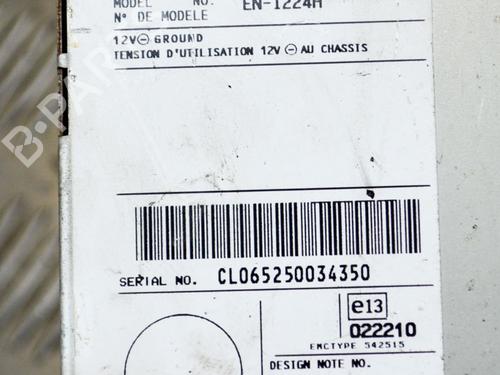 MODEL NO. EN-1224H
N° DE MODELE
12V⊖GROUND
TENSION D'UTILISATION 12V⊖ AU CHASSIS
B-PARTS
SERIAL NO. CL065250034350
e13
022210
EMCTYPE 542515
DESIGN NOTE NO.